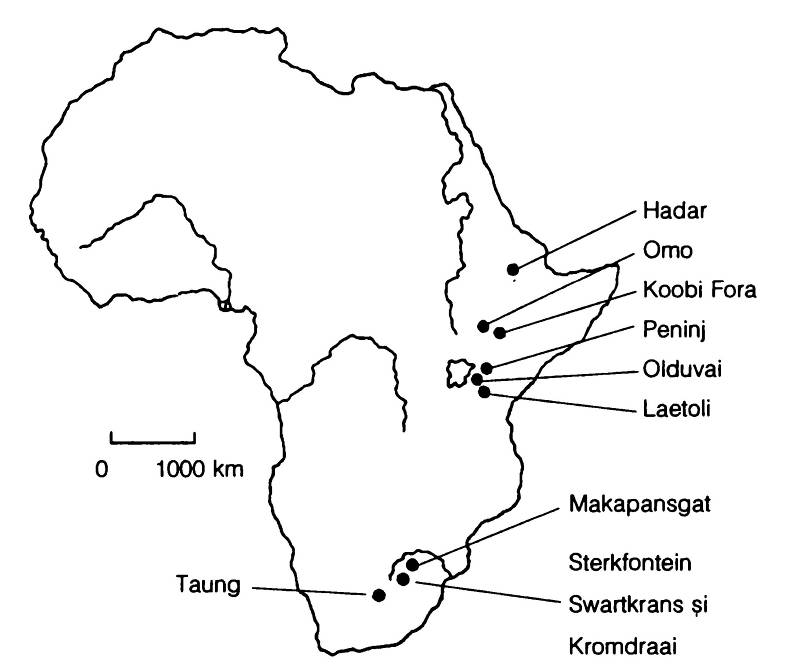 Hadar
Omo
Koobi Fora
Peninj
Olduvai
Laetoli
0 1000 km
Makapansgat
Sterkfontein
Taung
Swartkrans și
Kromdraai